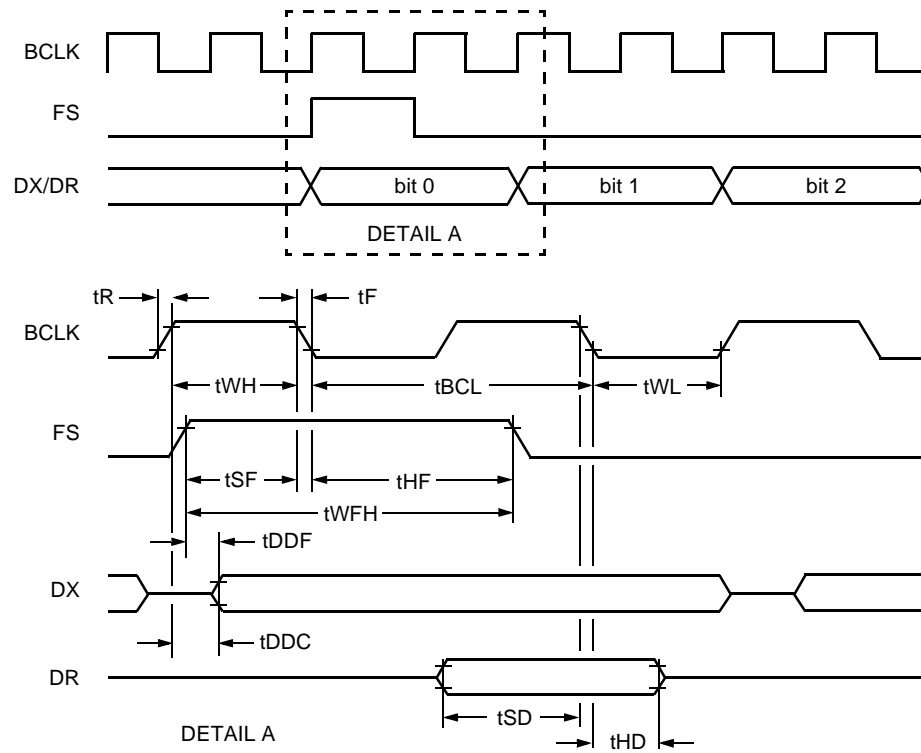 BCLK
FS
DX/DR
bit 0
bit 1
bit 2
DETAIL A
tR
tF
BCLK
tWH
tBCL
tWL
FS
tSF
tHF
tWFH
tDDF
DX
tDDC
DR
tSD
DETAIL A
tHD